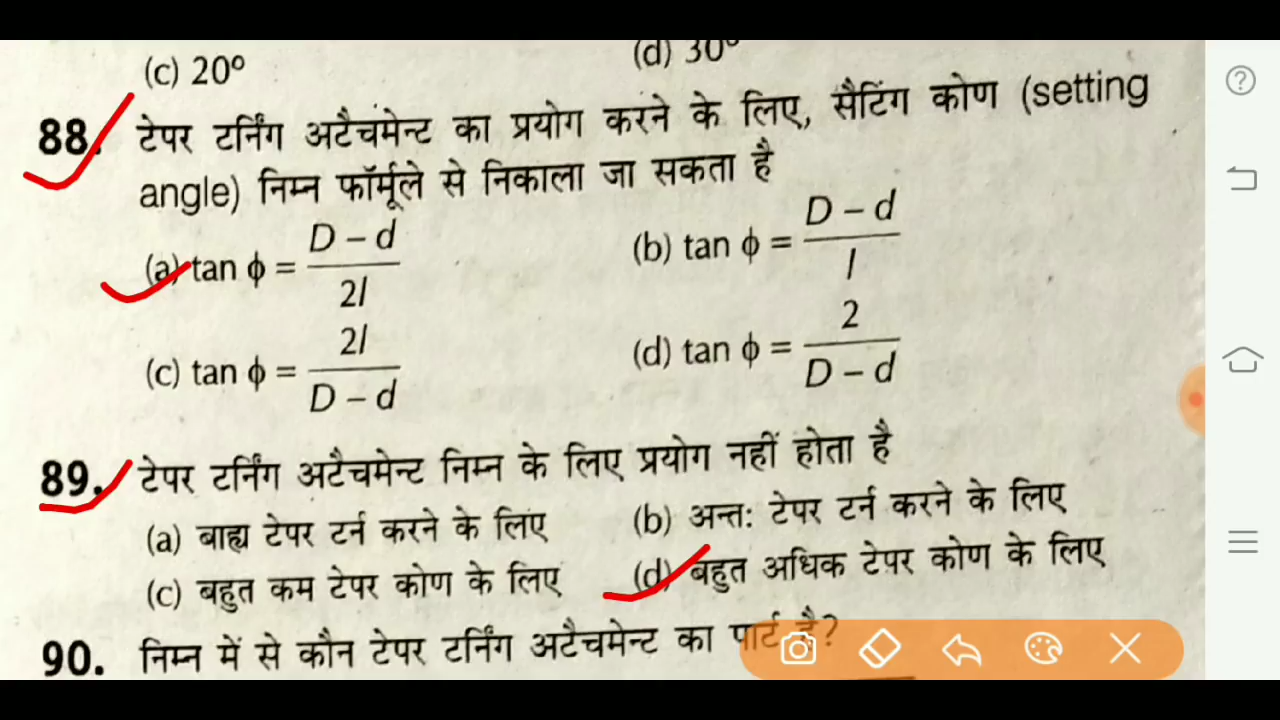 (c) 20° (d) 30°
88. टेपर टर्निंग अटैचमेन्ट का प्रयोग करने के लिए, सैटिंग कोण (setting
angle) निम्न फॉर्मूले से निकाला जा सकता है
(a) tan ϕ = D – d / 2l (b) tan ϕ = D – d / l
(c) tan ϕ = 2l / D – d (d) tan ϕ = 2 / D – d
89. टेपर टर्निंग अटैचमेन्ट निम्न के लिए प्रयोग नहीं होता है
(a) बाह्य टेपर टर्न करने के लिए (b) अन्तः टेपर टर्न करने के लिए
(c) बहुत कम टेपर कोण के लिए (d) बहुत अधिक टेपर कोण के लिए
90. निम्न में से कौन टेपर टर्निंग अटैचमेन्ट का पार्ट है?